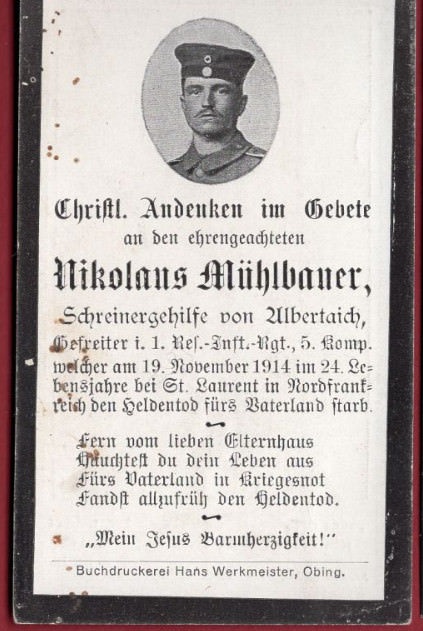 Christl. Andenken im Gebete
an den ehrengeachteten
Nikolaus Mühlbauer,
Schreinergehilfe von Albertaich,
Gefreiter i. 1. Res.-Inft.-Rgt., 5. Komp.
welcher am 19. November 1914 im 24. Le-
bensjahre bei St. Laurent in Nordfrank-
reich den Heldentod fürs Vaterland starb.
Fern vom lieben Elternhaus
Hauchtest du dein Leben aus
Fürs Vaterland in Kriegesnot
Fandst allzufrüh den Heldentod.
„Mein Jesus Barmherzigkeit!"
Buchdruckerei Hans Werkmeister, Obing.